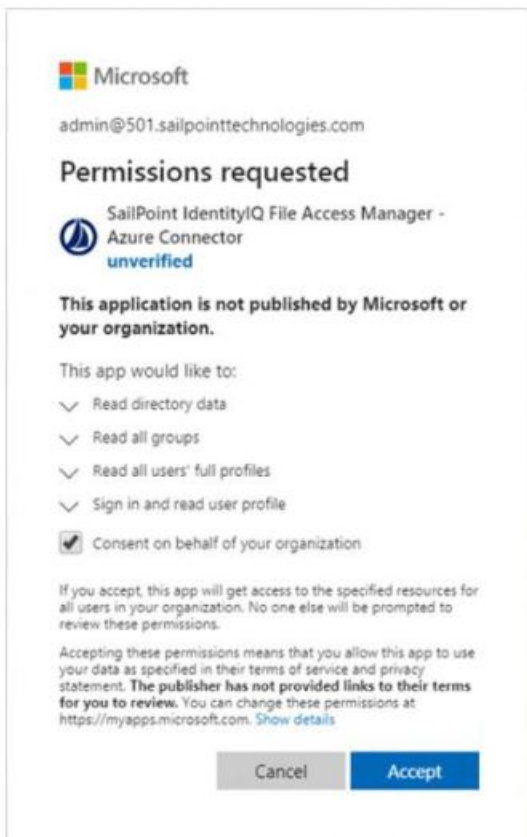 Microsoft
admin@501.sailpointtechnologies.com
Permissions requested
SailPoint IdentityIQ File Access Manager -
Azure Connector
unverified
This application is not published by Microsoft or
your organization.
This app would like to:
Read directory data
Read all groups
Read all users' full profiles
Sign in and read user profile
Consent on behalf of your organization
If you accept, this app will get access to the specified resources for
all users in your organization. No one else will be prompted to
review these permissions.
Accepting these permissions means that you allow this app to use
your data as specified in their terms of service and privacy
statement. The publisher has not provided links to their terms
for you to review. You can change these permissions at
https://myapps.microsoft.com. Show details
Cancel
Accept